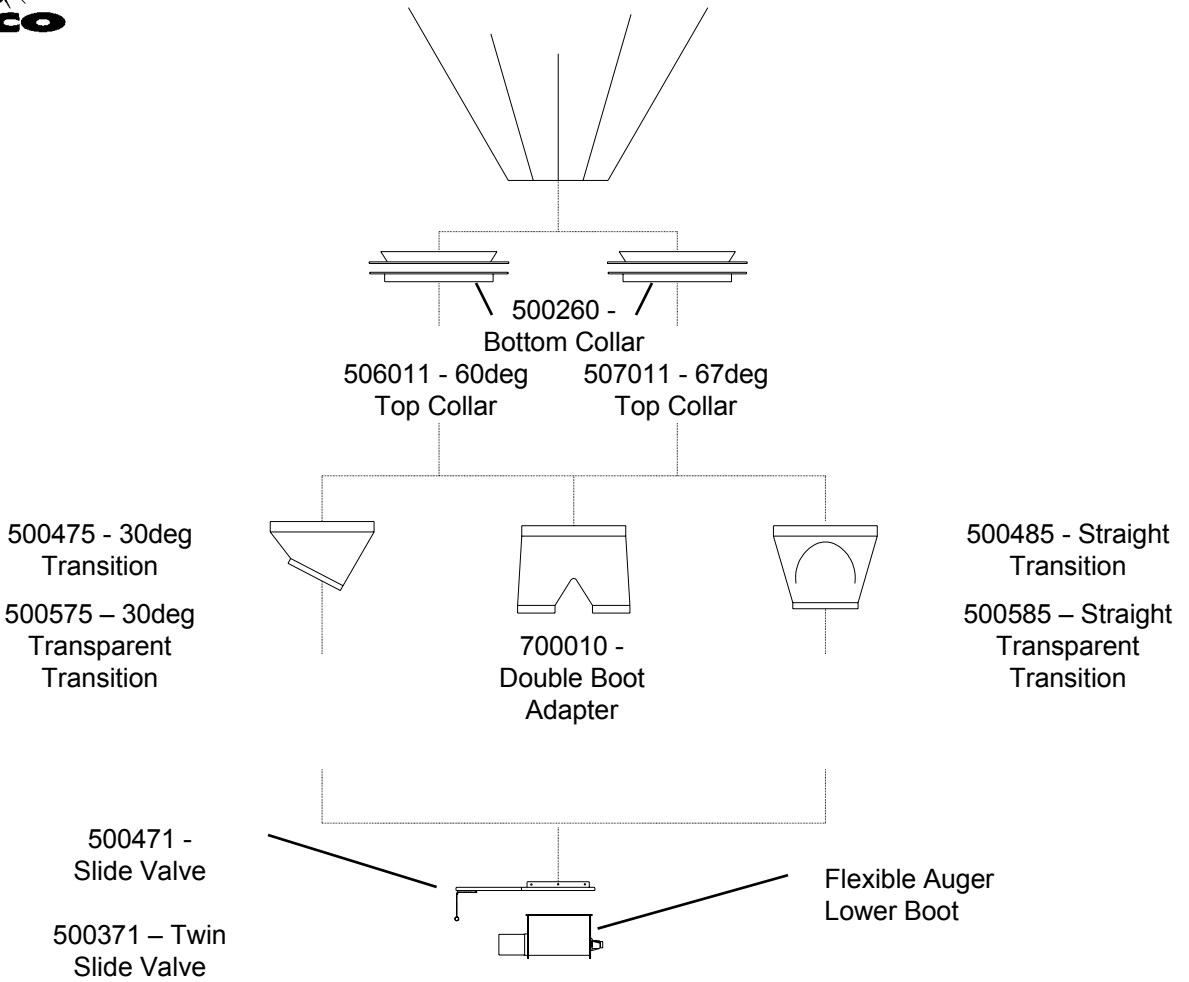 CO
500260 -
Bottom Collar
506011 - 60deg
Top Collar
507011 - 67deg
Top Collar
500475 - 30deg
Transition
500575 – 30deg
Transparent
Transition
700010 -
Double Boot
Adapter
500485 - Straight
Transition
500585 – Straight
Transparent
Transition
500471 -
Slide Valve
500371 – Twin
Slide Valve
Flexible Auger
Lower Boot